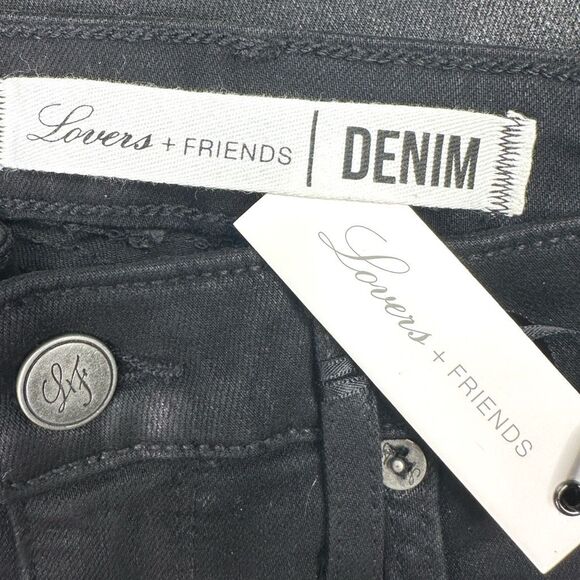 Lovers + FRIENDS | DENIM
Lovers + FRIENDS
L+F